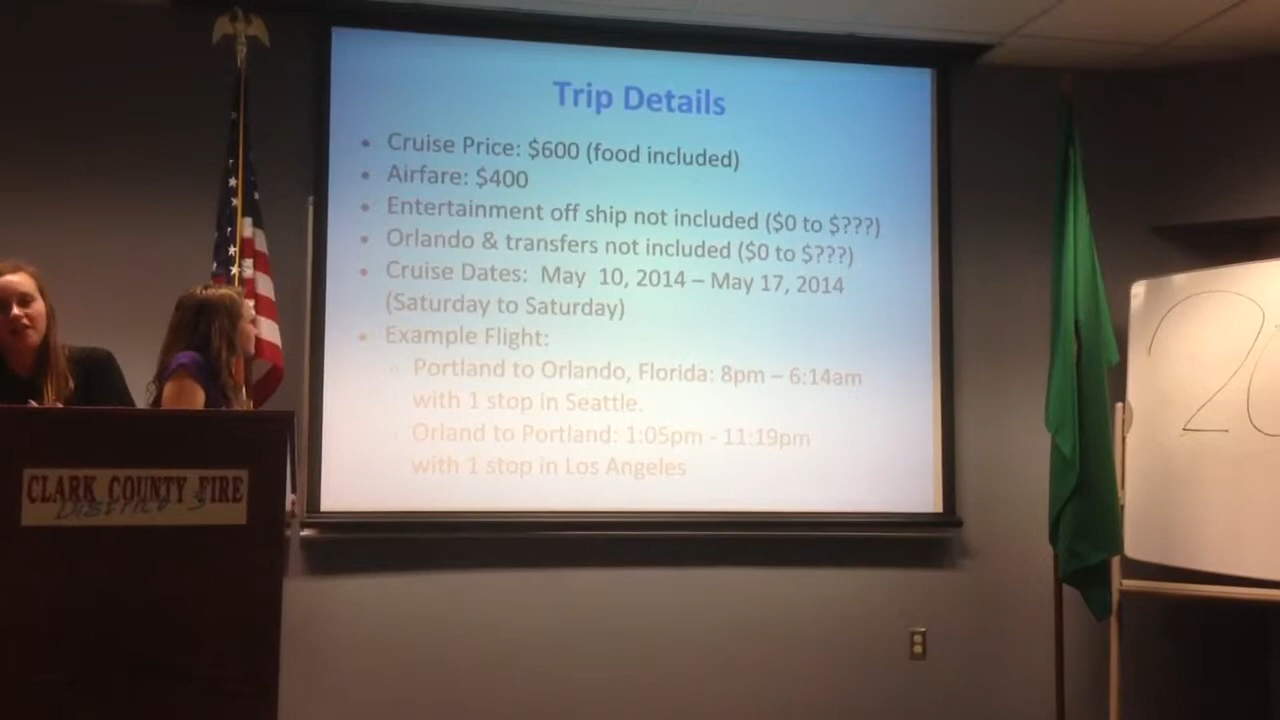 Trip Details
• Cruise Price: $600 (food included)
• Airfare: $400
• Entertainment off ship not included ($0 to $???)
• Orlando & transfers not included ($0 to $???)
• Cruise Dates: May 10, 2014 – May 17, 2014
(Saturday to Saturday)
• Example Flight:
Portland to Orlando, Florida: 8pm – 6:14am
with 1 stop in Seattle.
Orland to Portland: 1:05pm - 11:19pm
with 1 stop in Los Angeles
CLARK COUNTY FIRE
DISTRICT 3